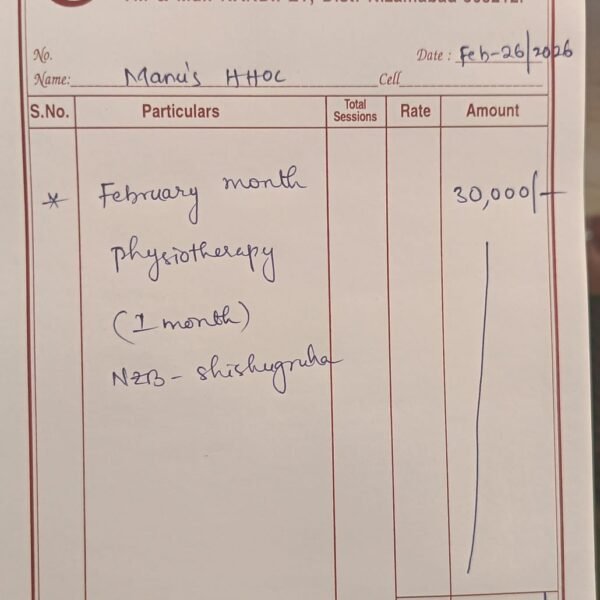 No.
Date : Feb-26/2026
Name: Manu's HHOC Cell
S.No. Particulars Total Sessions Rate Amount
* February month 30,000/-
physiotherapy
(1 month)
NZB - shishugruha